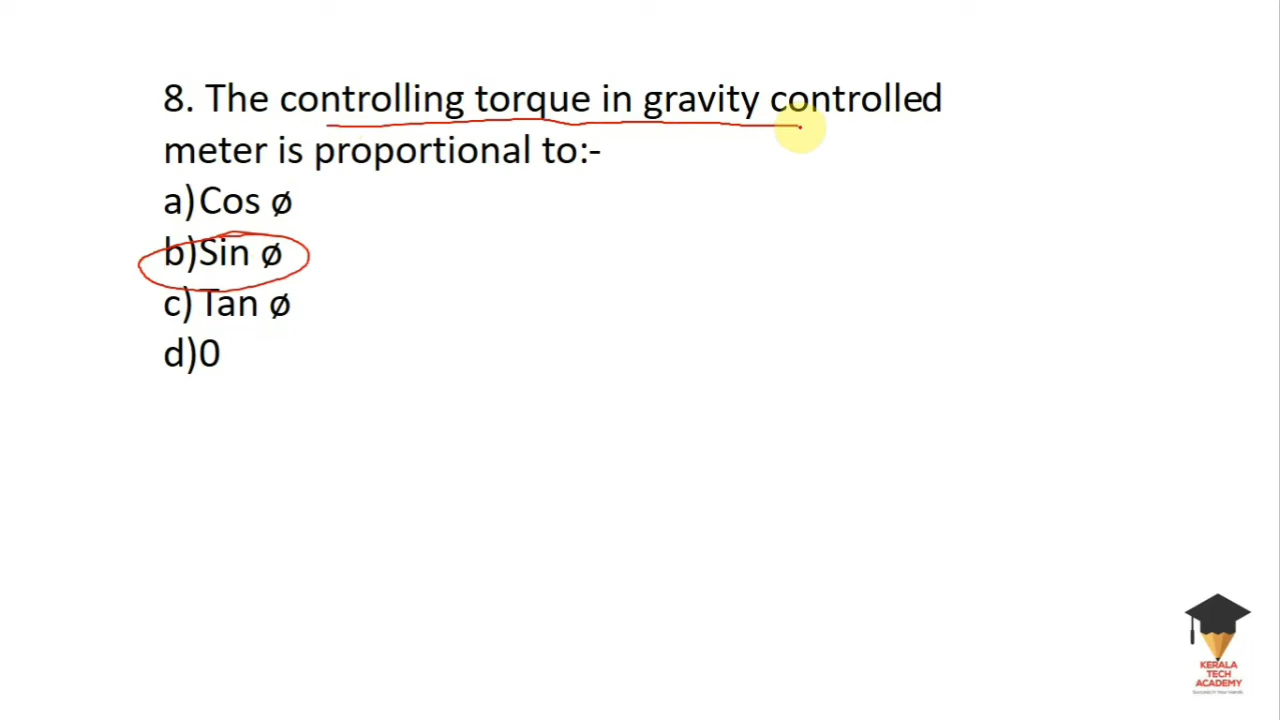 8. The controlling torque in gravity controlled
meter is proportional to:-
a) Cos ø
b) Sin ø
c) Tan ø
d) 0
KERALA
TECH
ACADEMY